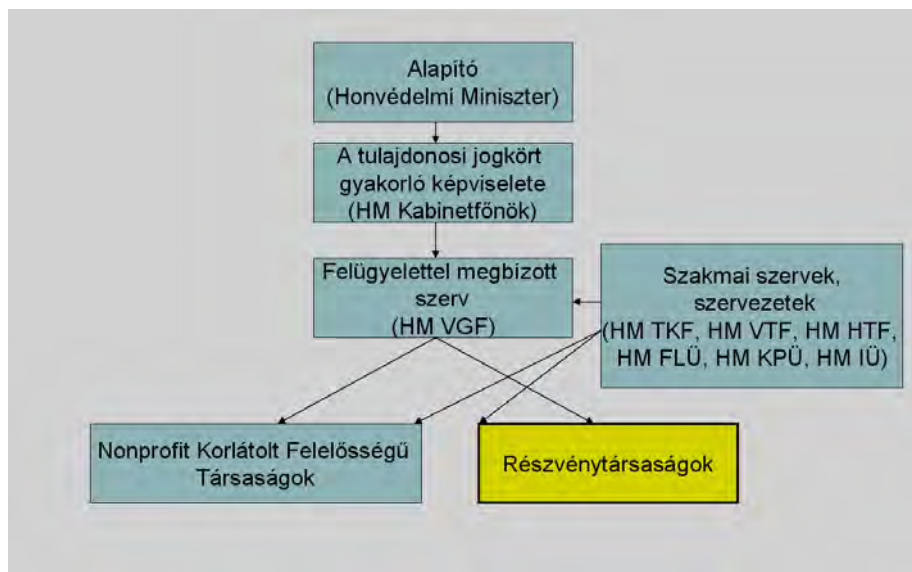 Alapító
(Honvédelmi Miniszter)
A tulajdonosi jogkört
gyakorló képviselete
(HM Kabinetfőnök)
Felügyelettel megbízott
szerv
(HM VGF)
Szakmai szervek,
szervezetek
(HM TKF, HM VTF, HM HTF,
HM FLÜ, HM KPÜ, HM IÜ)
Nonprofit Korlátolt Felelősségű
Társaságok
Részvénytársaságok